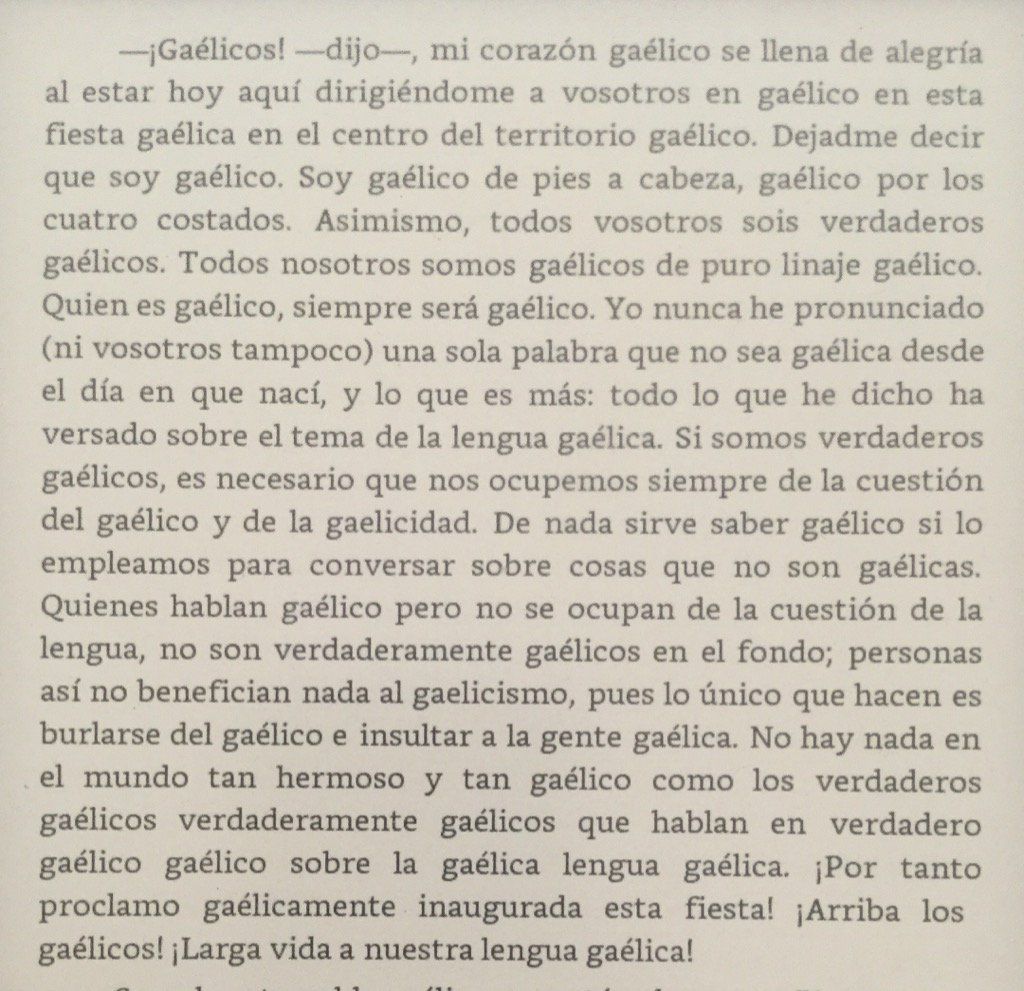 —¡Gaélicos! —dijo—, mi corazón gaélico se llena de alegría
al estar hoy aquí dirigiéndome a vosotros en gaélico en esta
fiesta gaélica en el centro del territorio gaélico. Dejadme decir
que soy gaélico. Soy gaélico de pies a cabeza, gaélico por los
cuatro costados. Asimismo, todos vosotros sois verdaderos
gaélicos. Todos nosotros somos gaélicos de puro linaje gaélico.
Quien es gaélico, siempre será gaélico. Yo nunca he pronunciado
(ni vosotros tampoco) una sola palabra que no sea gaélica desde
el día en que nací, y lo que es más: todo lo que he dicho ha
versado sobre el tema de la lengua gaélica. Si somos verdaderos
gaélicos, es necesario que nos ocupemos siempre de la cuestión
del gaélico y de la gaelicidad. De nada sirve saber gaélico si lo
empleamos para conversar sobre cosas que no son gaélicas.
Quienes hablan gaélico pero no se ocupan de la cuestión de la
lengua, no son verdaderamente gaélicos en el fondo; personas
así no benefician nada al gaelicismo, pues lo único que hacen es
burlarse del gaélico e insultar a la gente gaélica. No hay nada en
el mundo tan hermoso y tan gaélico como los verdaderos
gaélicos verdaderamente gaélicos que hablan en verdadero
gaélico gaélico sobre la gaélica lengua gaélica. ¡Por tanto
proclamo gaélicamente inaugurada esta fiesta! ¡Arriba los
gaélicos! ¡Larga vida a nuestra lengua gaélica!